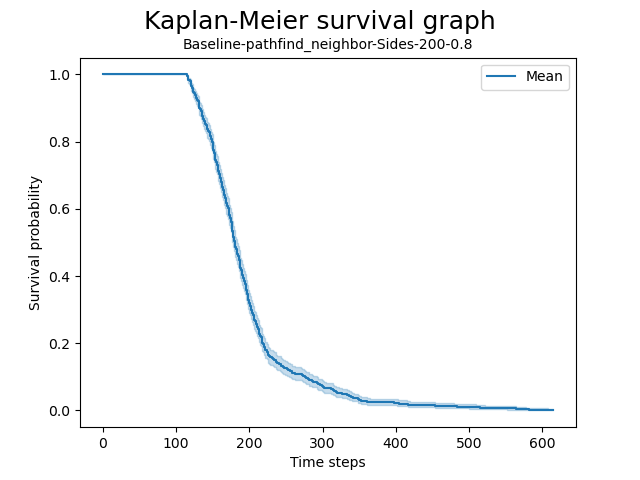 Kaplan-Meier survival graph
Baseline-pathfind_neighbor-Sides-200-0.8
Mean
1.0
0.8
0.6
0.4
0.2
0.0
Survival probability
0 100 200 300 400 500 600
Time steps